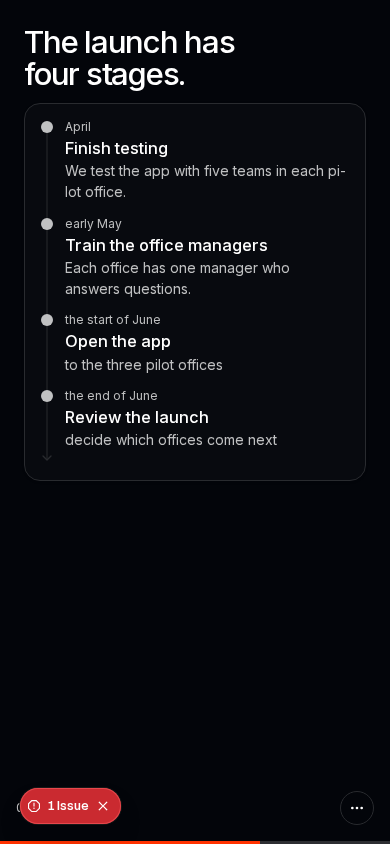 The launch has
four stages.
April
Finish testing
We test the app with five teams in each pi-
lot office.
early May
Train the office managers
Each office has one manager who
answers questions.
the start of June
Open the app
to the three pilot offices
the end of June
Review the launch
decide which offices come next
1 Issue